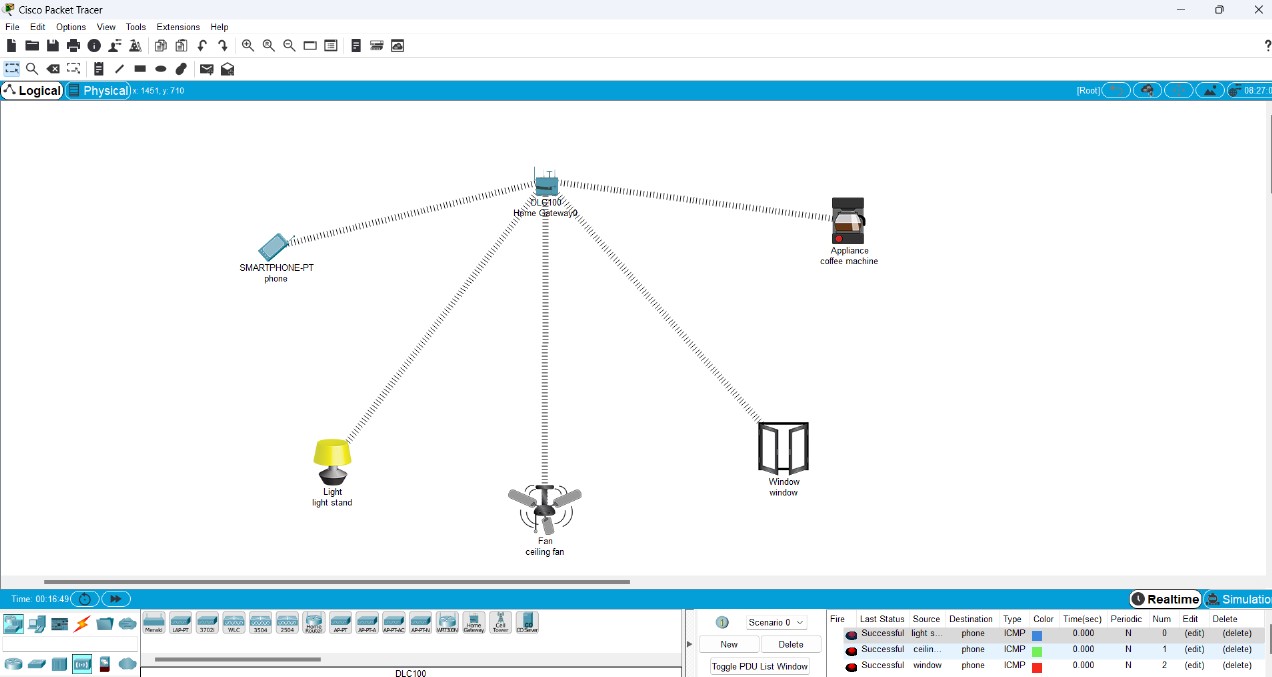 Cisco Packet Tracer
File Edit Options View Tools Extensions Help
?
Logical Physical x: 1451, y: 710 [Root] 08:27:0
DLC100
Home Gateway0
SMARTPHONE-PT
phone
Appliance
coffee machine
Light
light stand
Fan
ceiling fan
Window
window
Time: 00:16:49 Realtime Simulation
Meraki LAP-PT 3702i WLC 3504 2504 Home Router AP-PT AP-PT-A AP-PT-AC AP-PT-N WRT300N Home Gateway Cell Tower CO Server
DLC100
Scenario 0
New Delete
Toggle PDU List Window
Fire Last Status Source Destination Type Color Time(sec) Periodic Num Edit Delete
Successful light s... phone ICMP 0.000 N 0 (edit) (delete)
Successful ceilin... phone ICMP 0.000 N 1 (edit) (delete)
Successful window phone ICMP 0.000 N 2 (edit) (delete)